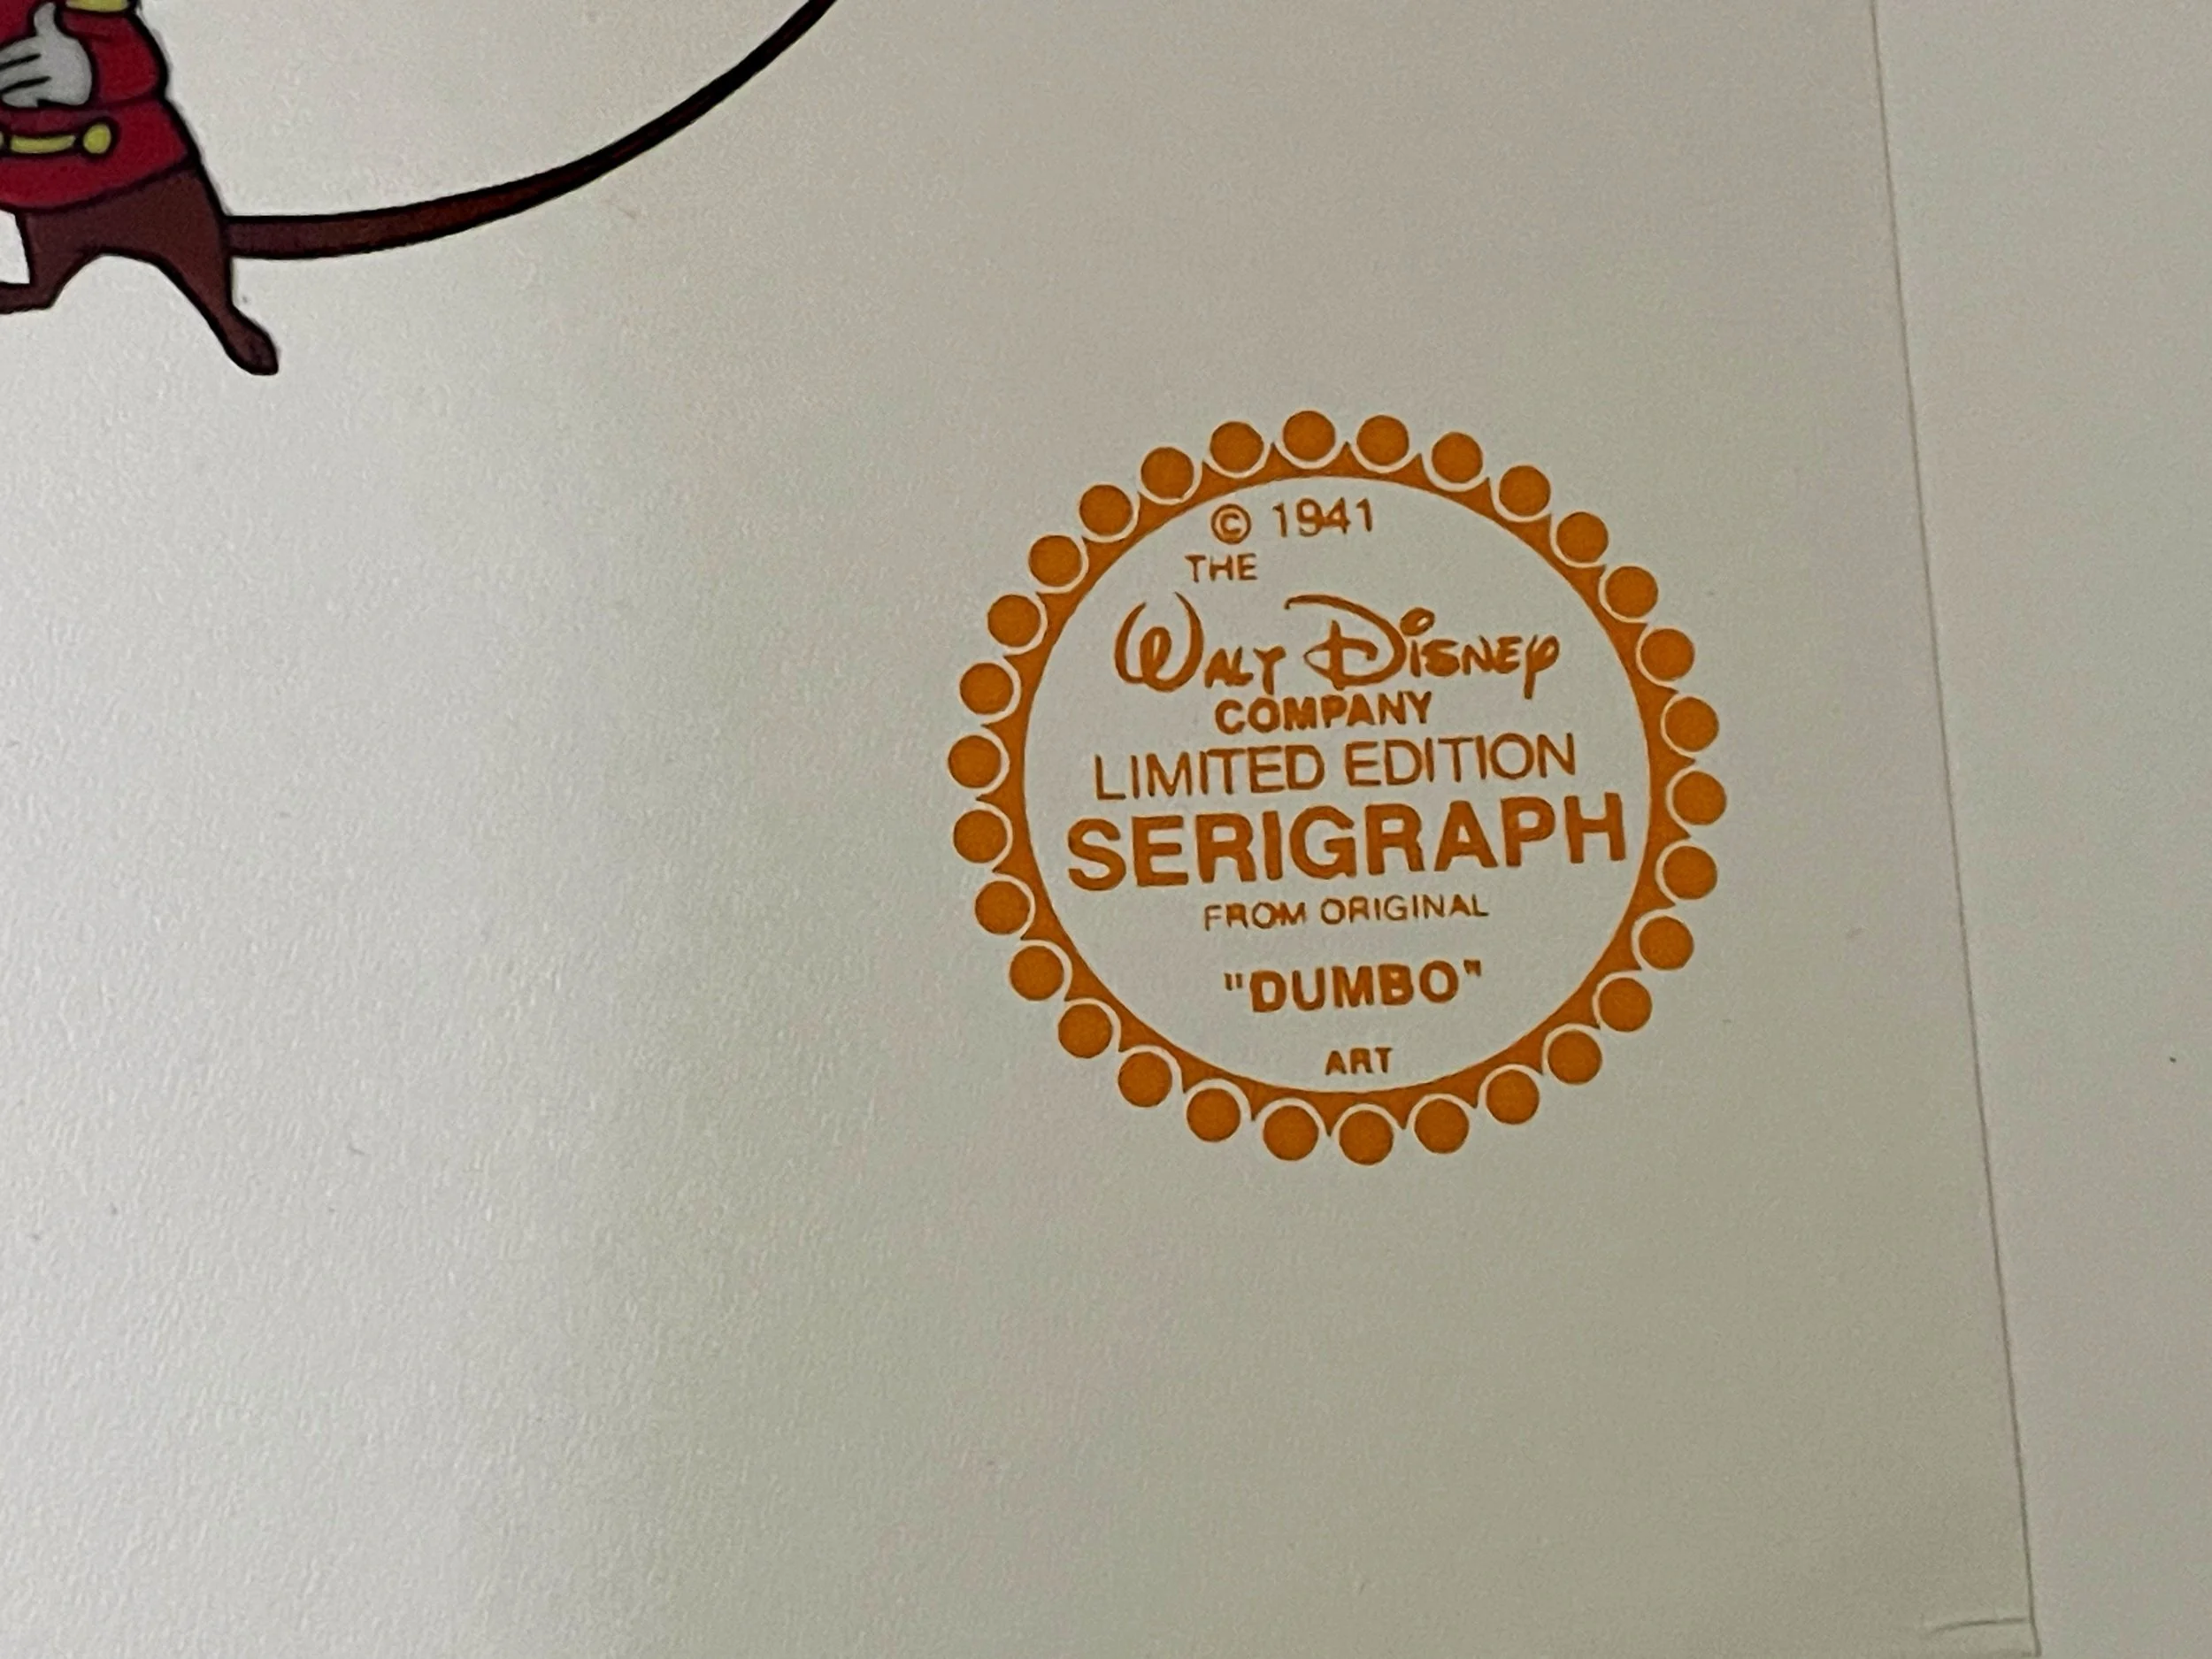 © 1941
THE
WALT DISNEY
COMPANY
LIMITED EDITION
SERIGRAPH
FROM ORIGINAL
"DUMBO"
ART